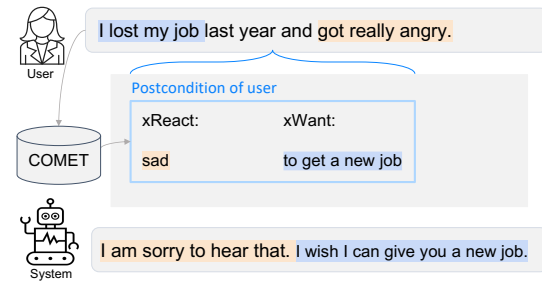 I lost my job last year and got really angry.
User
Postcondition of user
xReact: xWant:
COMET
sad to get a new job
I am sorry to hear that. I wish I can give you a new job.
System